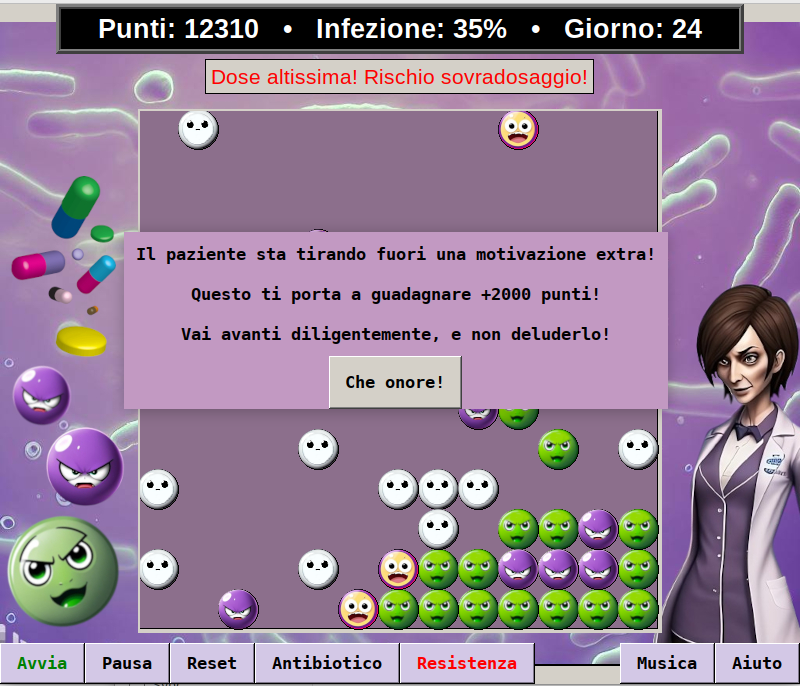 Punti: 12310 • Infezione: 35% • Giorno: 24
Dose altissima! Rischio sovradosaggio!
Il paziente sta tirando fuori una motivazione extra!
Questo ti porta a guadagnare +2000 punti!
Vai avanti diligentemente, e non deluderlo!
Che onore!
Avvia Pausa Reset Antibiotico Resistenza Musica Aiuto